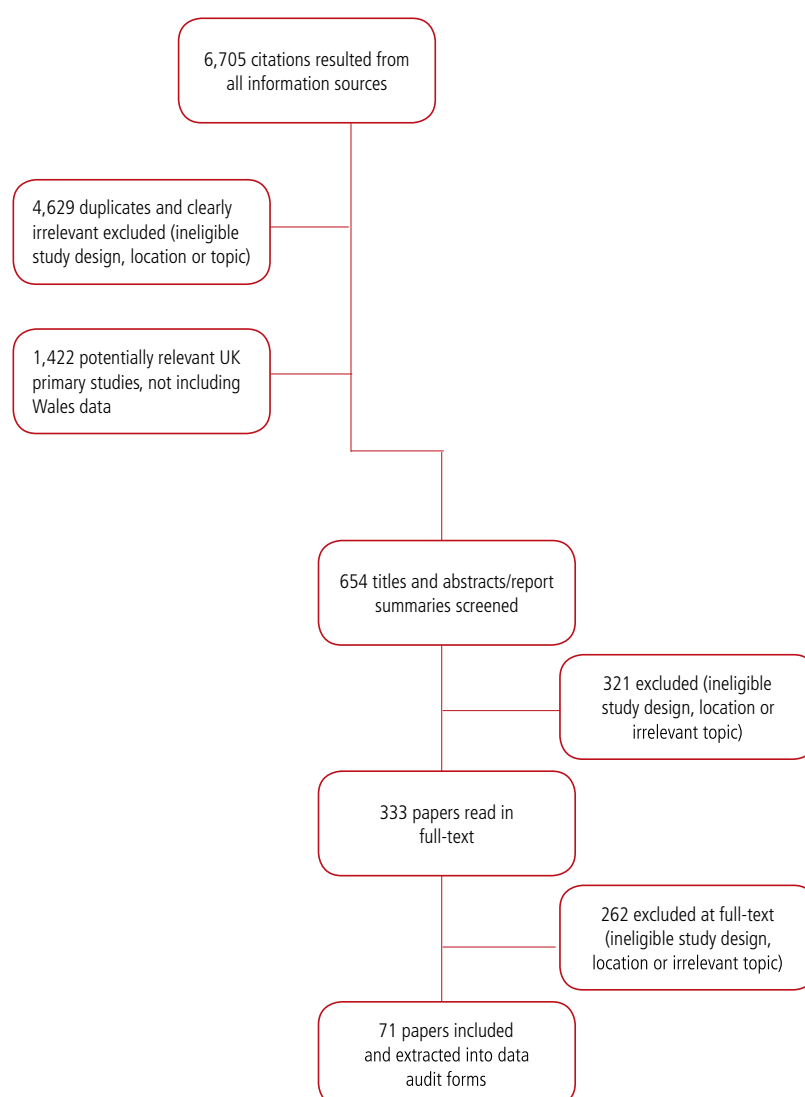 6,705 citations resulted from
all information sources
4,629 duplicates and clearly
irrelevant excluded (ineligible
study design, location or topic)
1,422 potentially relevant UK
primary studies, not including
Wales data
654 titles and abstracts/report
summaries screened
321 excluded (ineligible
study design, location or
irrelevant topic)
333 papers read in
full-text
262 excluded at full-text
(ineligible study design,
location or irrelevant topic)
71 papers included
and extracted into data
audit forms